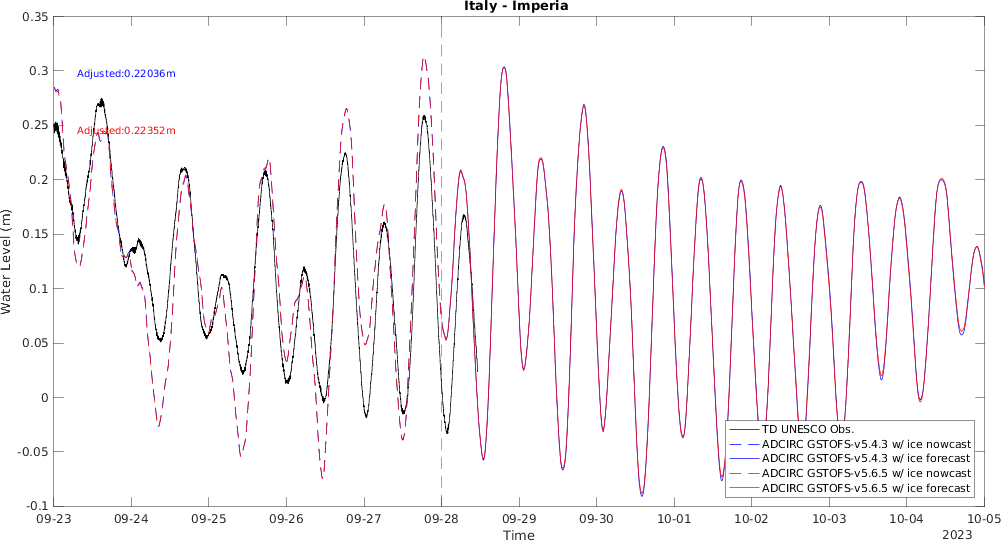 Italy - Imperia
0.35
0.3
0.25
0.2
0.15
0.1
0.05
0
-0.05
-0.1
Water Level (m)
Adjusted:0.22036m
Adjusted:0.22352m
TD UNESCO Obs.
ADCIRC GSTOFS-v5.4.3 w/ ice nowcast
ADCIRC GSTOFS-v5.4.3 w/ ice forecast
ADCIRC GSTOFS-v5.6.5 w/ ice nowcast
ADCIRC GSTOFS-v5.6.5 w/ ice forecast
09-23 09-24 09-25 09-26 09-27 09-28 09-29 09-30 10-01 10-02 10-03 10-04 10-05
Time
2023